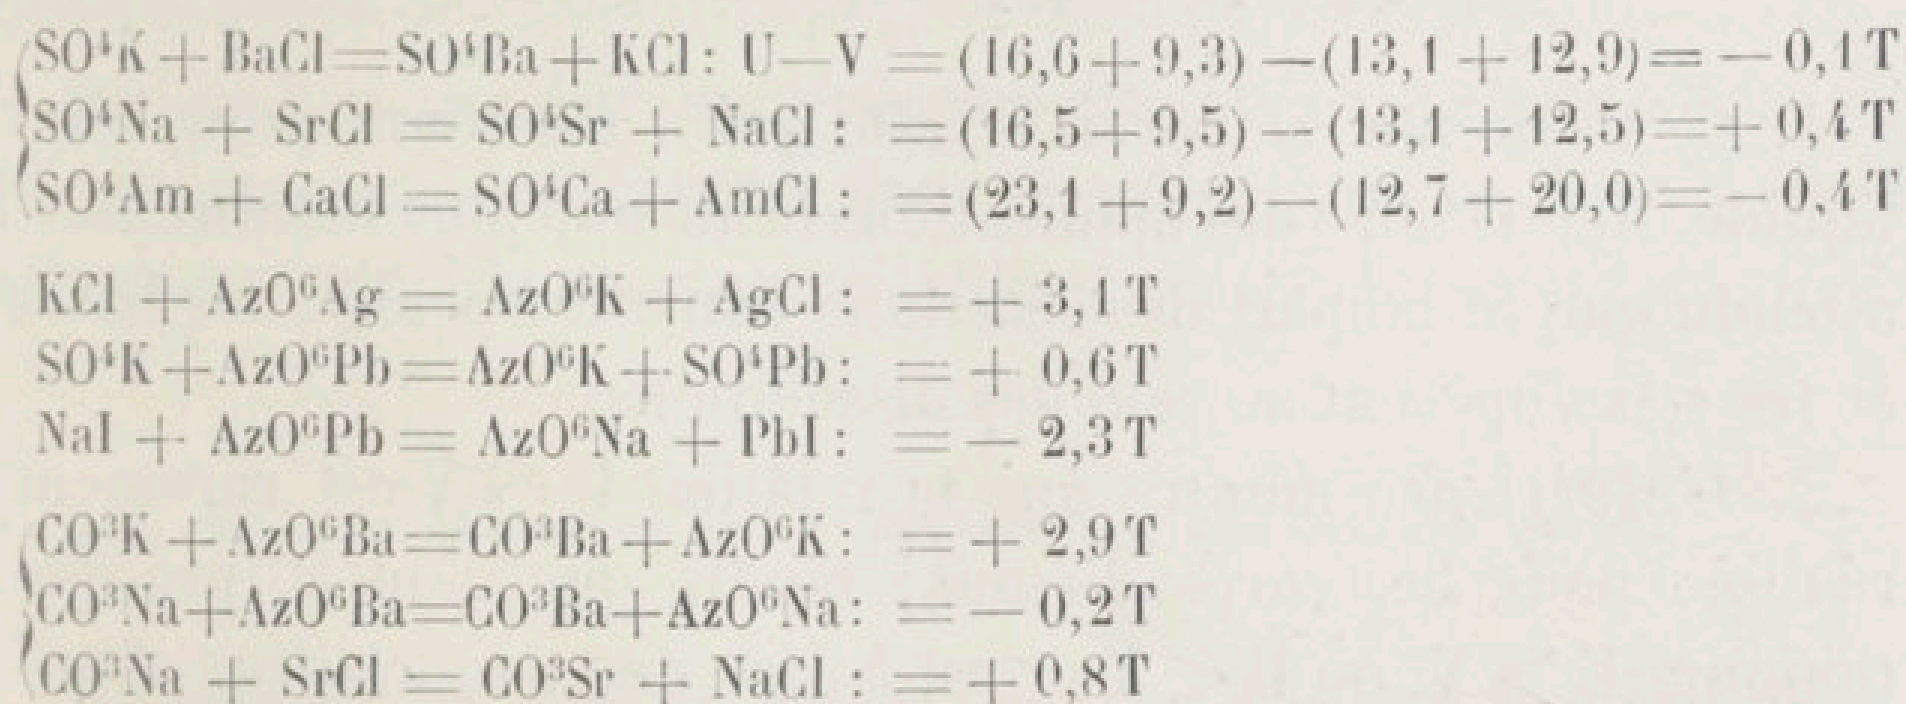 SO⁴K + BaCl = SO⁴Ba + KCl : U—V = (16,6 + 9,3) — (13,1 + 12,9) = — 0,1 T
SO⁴Na + SrCl = SO⁴Sr + NaCl : = (16,5 + 9,5) — (13,1 + 12,5) = + 0,4 T
SO⁴Am + CaCl = SO⁴Ca + AmCl : = (23,1 + 9,2) — (12,7 + 20,0) = — 0,4 T
KCl + AzO⁶Ag = AzO⁶K + AgCl : = + 3,1 T
SO⁴K + AzO⁶Pb = AzO⁶K + SO⁴Pb : = + 0,6 T
NaI + AzO⁶Pb = AzO⁶Na + PbI : = — 2,3 T
CO³K + AzO⁶Ba = CO³Ba + AzO⁶K : = + 2,9 T
CO³Na + AzO⁶Ba = CO³Ba + AzO⁶Na : = — 0,2 T
CO³Na + SrCl = CO³Sr + NaCl : = + 0,8 T